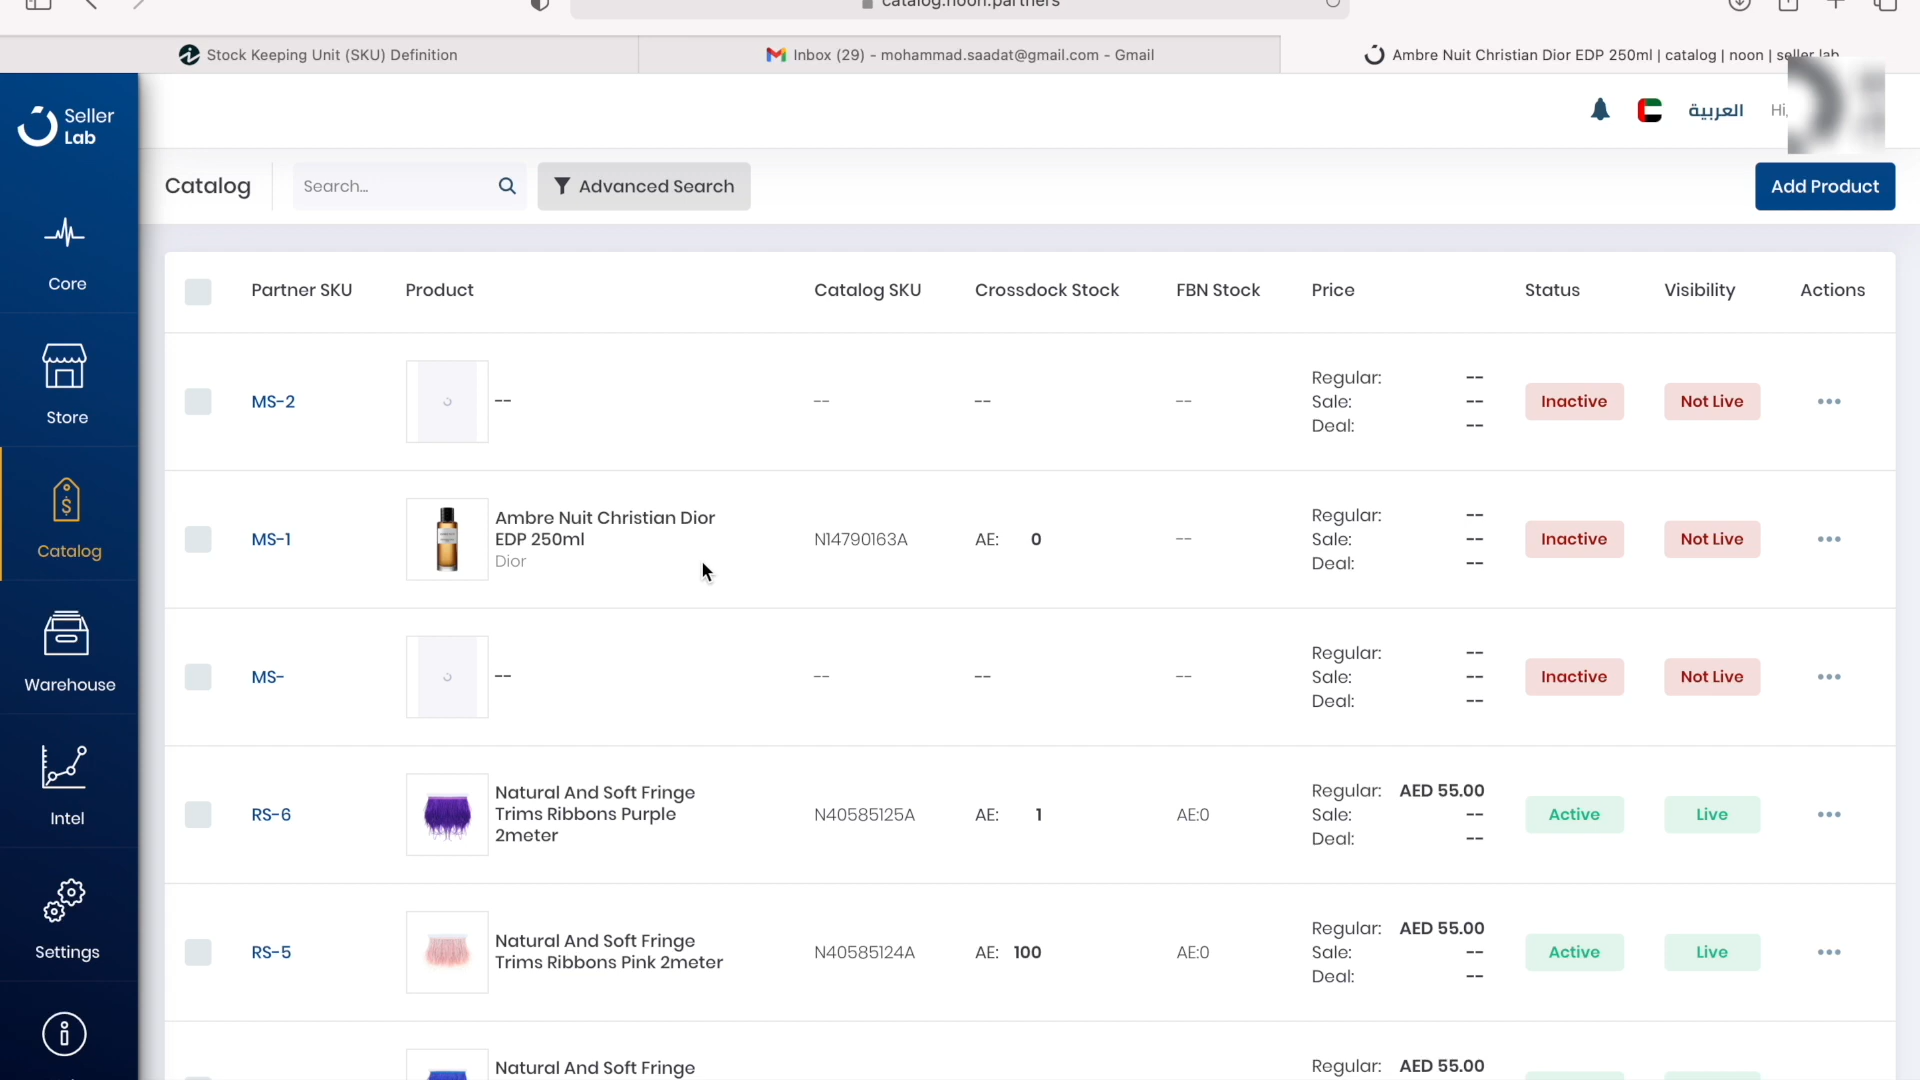 catalog.noon.partners
Stock Keeping Unit (SKU) Definition
Inbox (29) - mohammad.saadat@gmail.com - Gmail
Ambre Nuit Christian Dior EDP 250ml | catalog | noon | seller lab
Seller
Lab
العربية
Hi,
Catalog
Search...
Advanced Search
Add Product
Core
Store
Catalog
Warehouse
Intel
Settings
Partner SKU
Product
Catalog SKU
Crossdock Stock
FBN Stock
Price
Status
Visibility
Actions
MS-2
--
--
--
--
Regular: --
Sale: --
Deal: --
Inactive
Not Live
MS-1
Ambre Nuit Christian Dior
EDP 250ml
Dior
N14790163A
AE: 0
--
Regular: --
Sale: --
Deal: --
Inactive
Not Live
MS-
--
--
--
--
Regular: --
Sale: --
Deal: --
Inactive
Not Live
RS-6
Natural And Soft Fringe
Trims Ribbons Purple
2meter
N40585125A
AE: 1
AE:0
Regular: AED 55.00
Sale: --
Deal: --
Active
Live
RS-5
Natural And Soft Fringe
Trims Ribbons Pink 2meter
N40585124A
AE: 100
AE:0
Regular: AED 55.00
Sale: --
Deal: --
Active
Live
Natural And Soft Fringe
Regular: AED 55.00